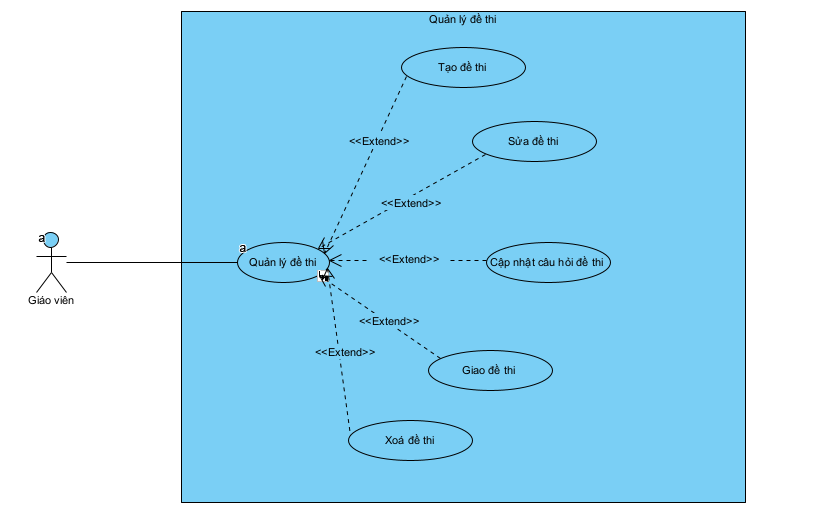 Quản lý đề thi
Tạo đề thi
<<Extend>>
Sửa đề thi
<<Extend>>
a
a
Quản lý đề thi
<<Extend>>
Cập nhật câu hỏi đề thi
Giáo viên
<<Extend>>
<<Extend>>
Giao đề thi
Xoá đề thi